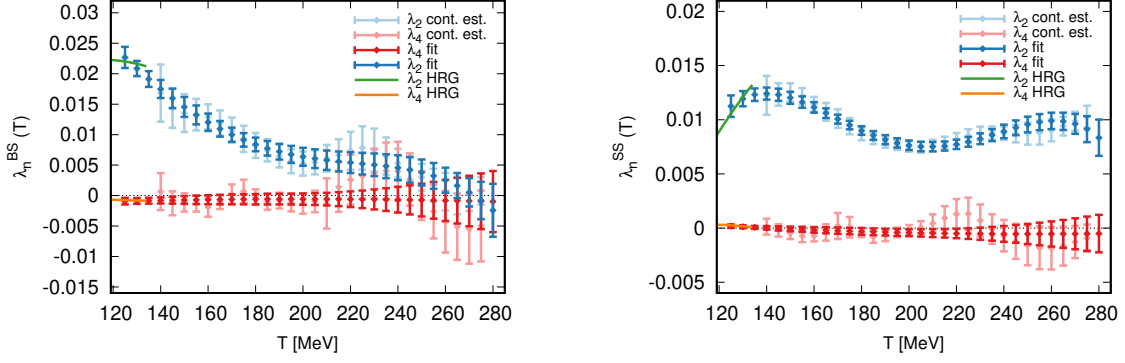 0.03
0.025
0.02
0.015
0.01
0.005
0
-0.005
-0.01
-0.015
λ_n^BS (T)
120 140 160 180 200 220 240 260 280
T [MeV]
λ2 cont. est.
λ4 cont. est.
λ4 fit
λ2 fit
λ2 HRG
λ4 HRG
0.02
0.015
0.01
0.005
0
-0.005
λ_n^SS (T)
120 140 160 180 200 220 240 260 280
T [MeV]
λ2 cont. est.
λ4 cont. est.
λ2 fit
λ4 fit
λ2 HRG
λ4 HRG